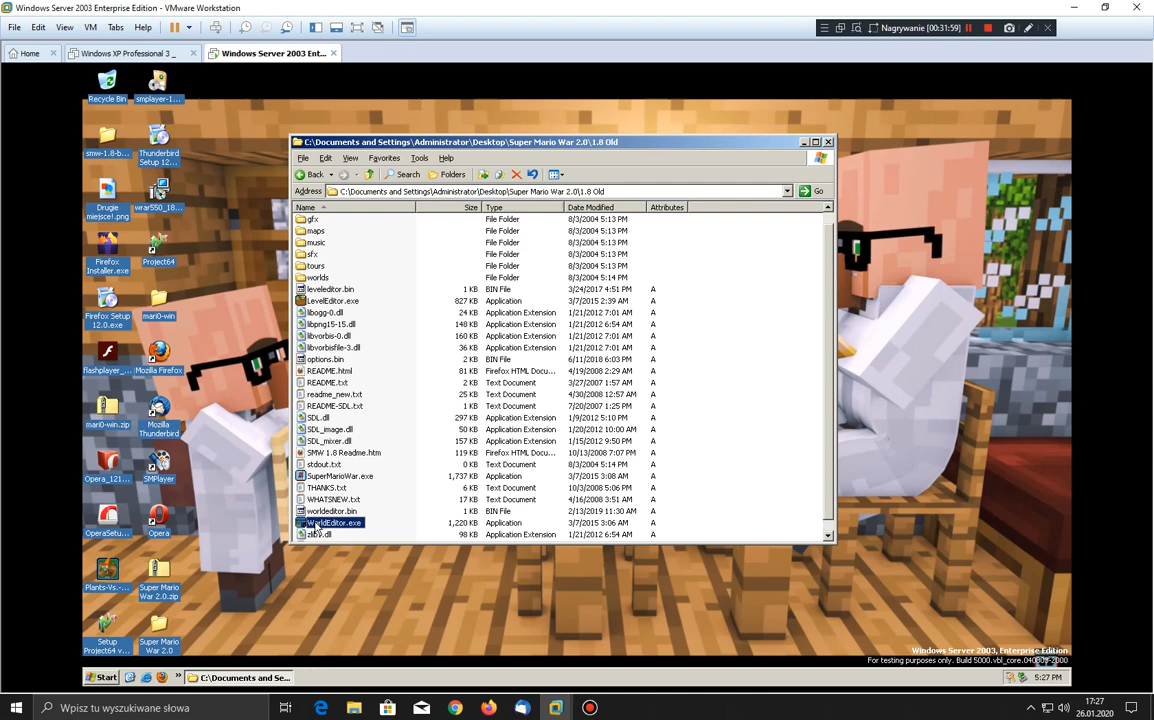 Windows Server 2003 Enterprise Edition - VMware Workstation
File Edit View VM Tabs Help
Nagrywanie [00:31:59]
Home
Windows XP Professional 3 _
Windows Server 2003 Ent...
Recycle Bin
smplayer-1...
smw-1.8-b...
Thunderbird Setup 12...
Drugie miejsce!.png
wrar550_18...
Firefox Installer.exe
Project64
Firefox Setup 12.0.exe
mari0-win
flashplayer_...
Mozilla Firefox
mari0-win.zip
Mozilla Thunderbird
Opera_121...
SMPlayer
OperaSetu...
Opera
Plants-Vs.-...
Super Mario War 2.0.zip
Setup Project64 v...
Super Mario War 2.0
C:\Documents and Settings\Administrator\Desktop\Super Mario War 2.0\1.8 Old
File Edit View Favorites Tools Help
Back Search Folders
Address C:\Documents and Settings\Administrator\Desktop\Super Mario War 2.0\1.8 Old Go
Name Size Type Date Modified Attributes
gfx File Folder 8/3/2004 5:13 PM
maps File Folder 8/3/2004 5:13 PM
music File Folder 8/3/2004 5:13 PM
sfx File Folder 8/3/2004 5:13 PM
tours File Folder 8/3/2004 5:13 PM
worlds File Folder 8/3/2004 5:14 PM
leveleditor.bin 1 KB BIN File 3/24/2017 4:51 PM A
LevelEditor.exe 827 KB Application 3/7/2015 2:39 AM A
libogg-0.dll 24 KB Application Extension 1/21/2012 7:01 AM A
libpng15-15.dll 148 KB Application Extension 1/21/2012 6:54 AM A
libvorbis-0.dll 160 KB Application Extension 1/21/2012 7:01 AM A
libvorbisfile-3.dll 36 KB Application Extension 1/21/2012 7:01 AM A
options.bin 2 KB BIN File 6/11/2018 6:03 PM A
README.html 81 KB Firefox HTML Docu... 4/19/2008 2:29 AM A
README.txt 2 KB Text Document 3/27/2007 1:57 AM A
readme_new.txt 25 KB Text Document 4/30/2008 12:57 AM A
README-SDL.txt 1 KB Text Document 7/20/2007 1:25 PM A
SDL.dll 297 KB Application Extension 1/9/2012 5:10 PM A
SDL_image.dll 50 KB Application Extension 1/20/2012 10:00 AM A
SDL_mixer.dll 157 KB Application Extension 1/15/2012 9:50 PM A
SMW 1.8 Readme.htm 119 KB Firefox HTML Docu... 10/13/2008 7:07 PM A
stdout.txt 0 KB Text Document 8/3/2004 5:14 PM A
SuperMarioWar.exe 1,737 KB Application 3/7/2015 3:08 AM A
THANKS.txt 6 KB Text Document 10/3/2008 5:06 PM A
WHATSNEW.txt 17 KB Text Document 4/16/2008 3:51 AM A
worldeditor.bin 1 KB BIN File 2/13/2019 11:30 AM A
WorldEditor.exe 1,220 KB Application 3/7/2015 3:06 AM A
98 KB Application Extension 1/21/2012 6:54 AM A
Windows Server 2003, Enterprise Edition
For testing purposes only. Build 5000.vbl_core.040803-2000
Start
C:\Documents and Se...
5:27 PM
Wpisz tu wyszukiwane słowa
17:27
26.01.2020